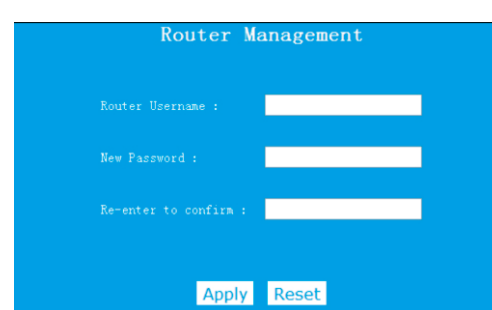 Router Management
Router Username :
New Password :
Re-enter to confirm :
Apply Reset